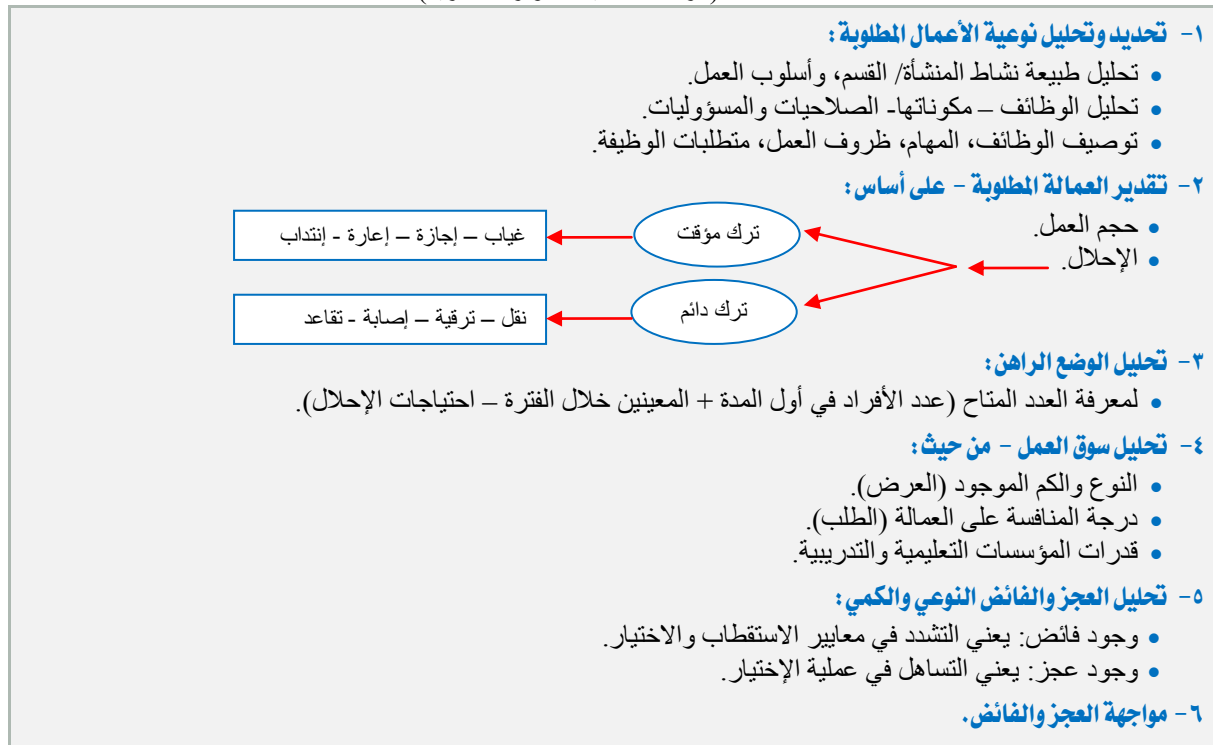 ١- تحديد وتحليل نوعية الأعمال المطلوبة:
• تحليل طبيعة نشاط المنشأة/ القسم، وأسلوب العمل.
• تحليل الوظائف – مكوناتها- الصلاحيات والمسؤوليات.
• توصيف الوظائف، المهام، ظروف العمل، متطلبات الوظيفة.
٢- تقدير العمالة المطلوبة - على أساس:
• حجم العمل.
• الإحلال.
ترك مؤقت
غياب – إجازة – إعارة - إنتداب
ترك دائم
نقل – ترقية – إصابة - تقاعد
٣- تحليل الوضع الراهن:
• لمعرفة العدد المتاح (عدد الأفراد في أول المدة + المعينين خلال الفترة – احتياجات الإحلال).
٤- تحليل سوق العمل - من حيث:
• النوع والكم الموجود (العرض).
• درجة المنافسة على العمالة (الطلب).
• قدرات المؤسسات التعليمية والتدريبية.
٥- تحليل العجز والفائض النوعي والكمي:
• وجود فائض: يعني التشدد في معايير الاستقطاب والاختيار.
• وجود عجز: يعني التساهل في عملية الإختيار.
٦- مواجهة العجز والفائض.